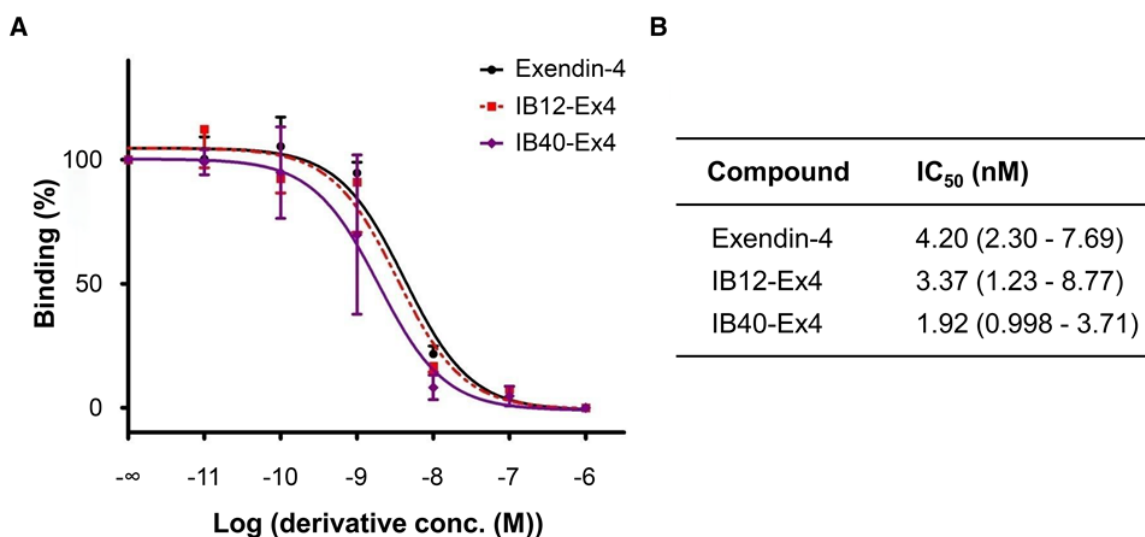 A
Exendin-4
IB12-Ex4
IB40-Ex4
100
50
0
Binding (%)
-∞ -11 -10 -9 -8 -7 -6
Log (derivative conc. (M))
B
Compound IC₅₀ (nM)
Exendin-4 4.20 (2.30 - 7.69)
IB12-Ex4 3.37 (1.23 - 8.77)
IB40-Ex4 1.92 (0.998 - 3.71)